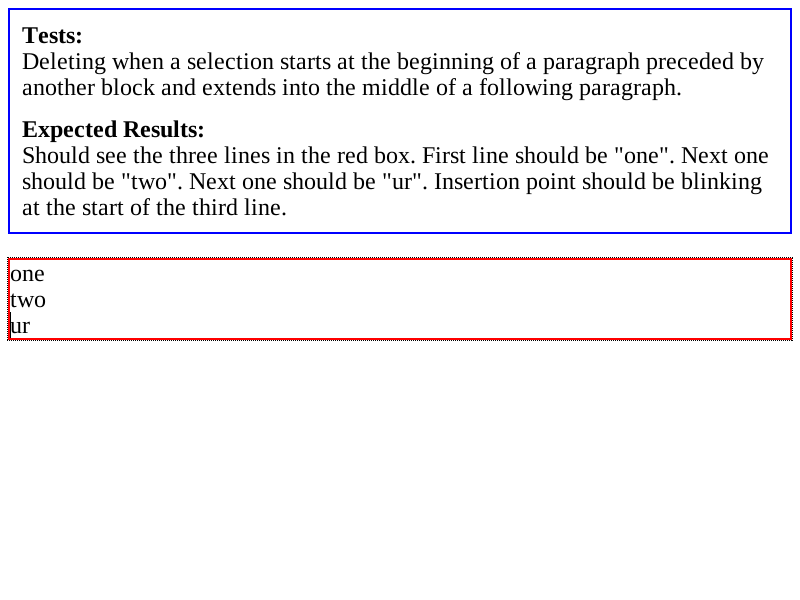 Tests:
Deleting when a selection starts at the beginning of a paragraph preceded by
another block and extends into the middle of a following paragraph.
Expected Results:
Should see the three lines in the red box. First line should be "one". Next one
should be "two". Next one should be "ur". Insertion point should be blinking
at the start of the third line.
one
two
ur